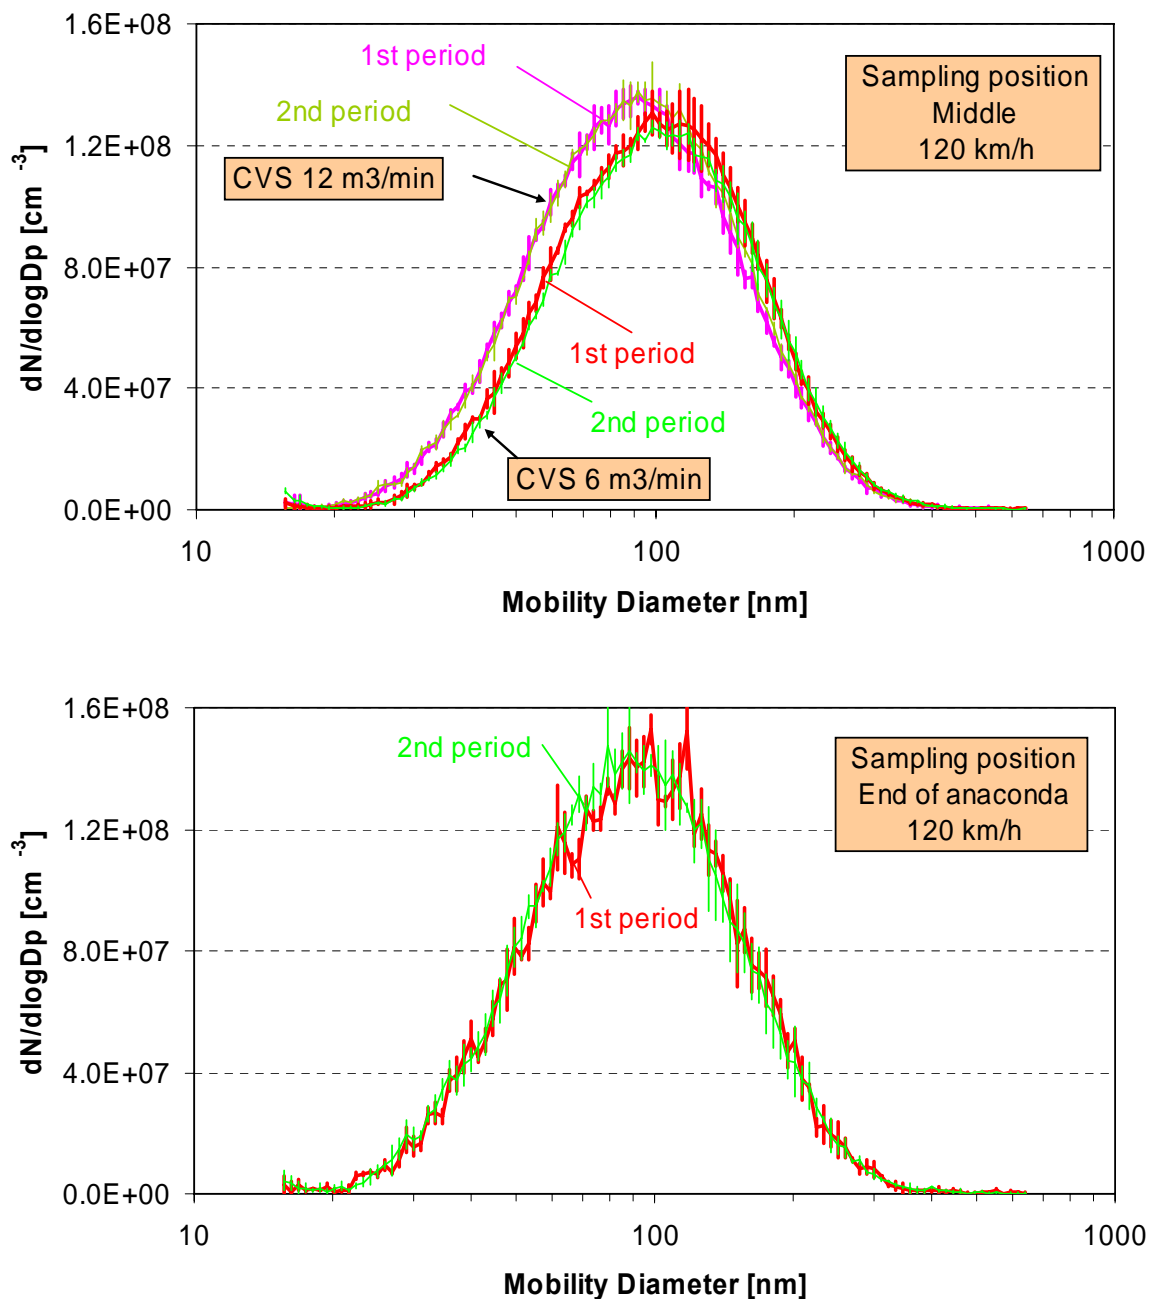 1.6E+08
1.2E+08
8.0E+07
4.0E+07
0.0E+00
dN/dlogDp [cm -3]
1st period
2nd period
CVS 12 m3/min
Sampling position
Middle
120 km/h
1st period
2nd period
CVS 6 m3/min
10
100
1000
Mobility Diameter [nm]
1.6E+08
1.2E+08
8.0E+07
4.0E+07
0.0E+00
dN/dlogDp [cm -3]
2nd period
Sampling position
End of anaconda
120 km/h
1st period
10
100
1000
Mobility Diameter [nm]